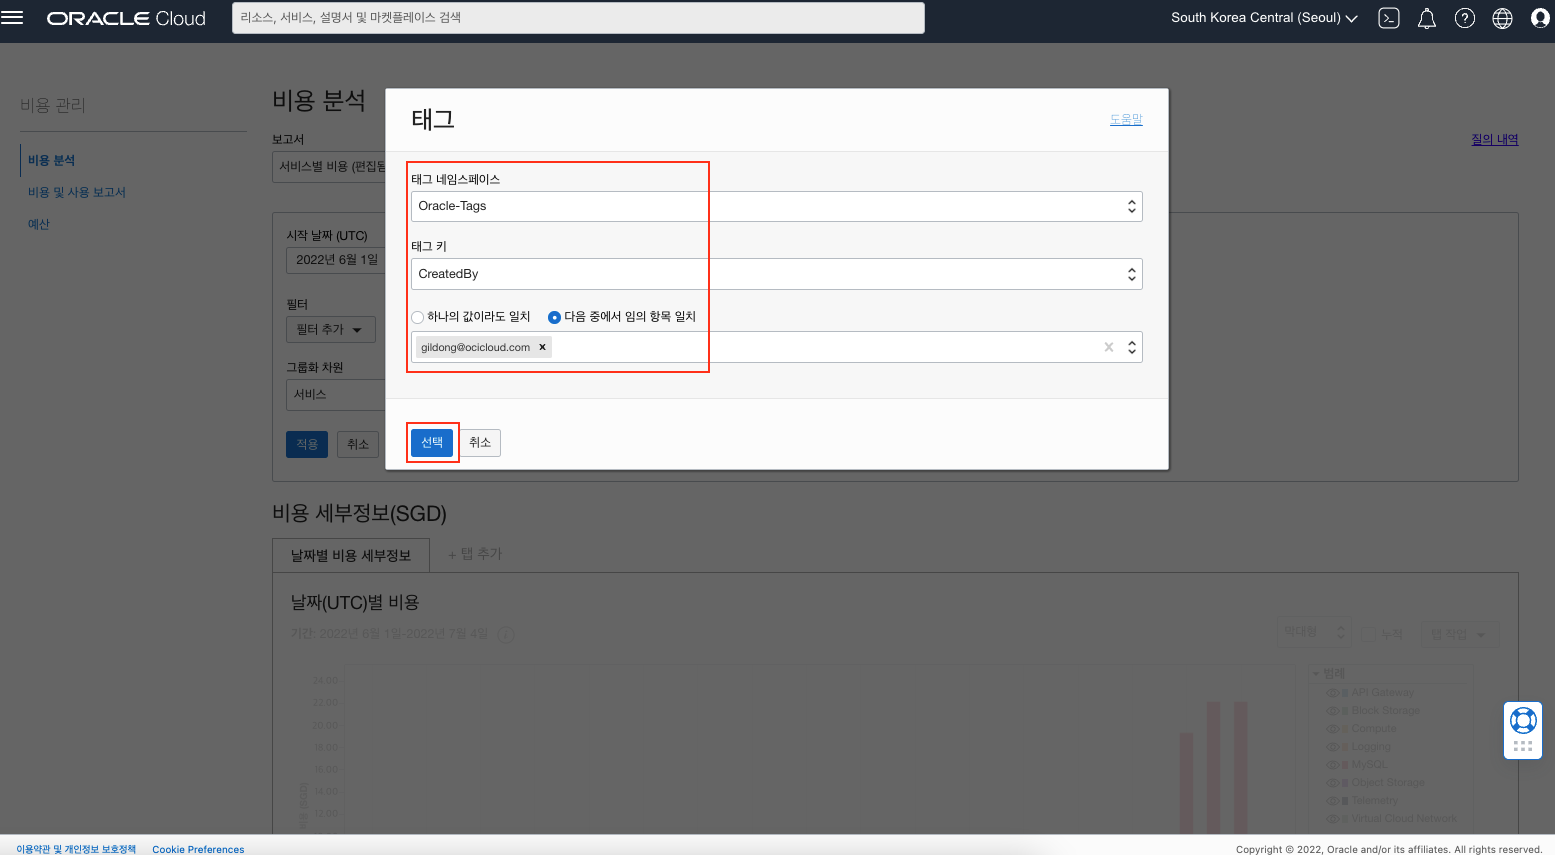 ORACLE Cloud
리소스, 서비스, 설명서 및 마켓플레이스 검색
South Korea Central (Seoul)
비용 관리
비용 분석
비용 및 사용 보고서
예산
비용 분석
보고서
서비스별 비용 (편집됨
질의 내역
시작 날짜 (UTC)
2022년 6월 1일
필터
필터 추가
그룹화 차원
서비스
적용
취소
태그
도움말
태그 네임스페이스
Oracle-Tags
태그 키
CreatedBy
하나의 값이라도 일치
다음 중에서 임의 항목 일치
gildong@ocicloud.com x
선택
취소
비용 세부정보(SGD)
날짜별 비용 세부정보
+ 탭 추가
날짜(UTC)별 비용
기간: 2022년 6월 1일-2022년 7월 4일
막대형
누적
탭 작업
24.00
22.00
20.00
18.00
16.00
14.00
12.00
비용 (SGD)
범례
API Gateway
Block Storage
Compute
Logging
MySQL
Object Storage
Telemetry
Virtual Cloud Network
이용약관 및 개인정보 보호정책
Cookie Preferences
Copyright © 2022, Oracle and/or its affiliates. All rights reserved.